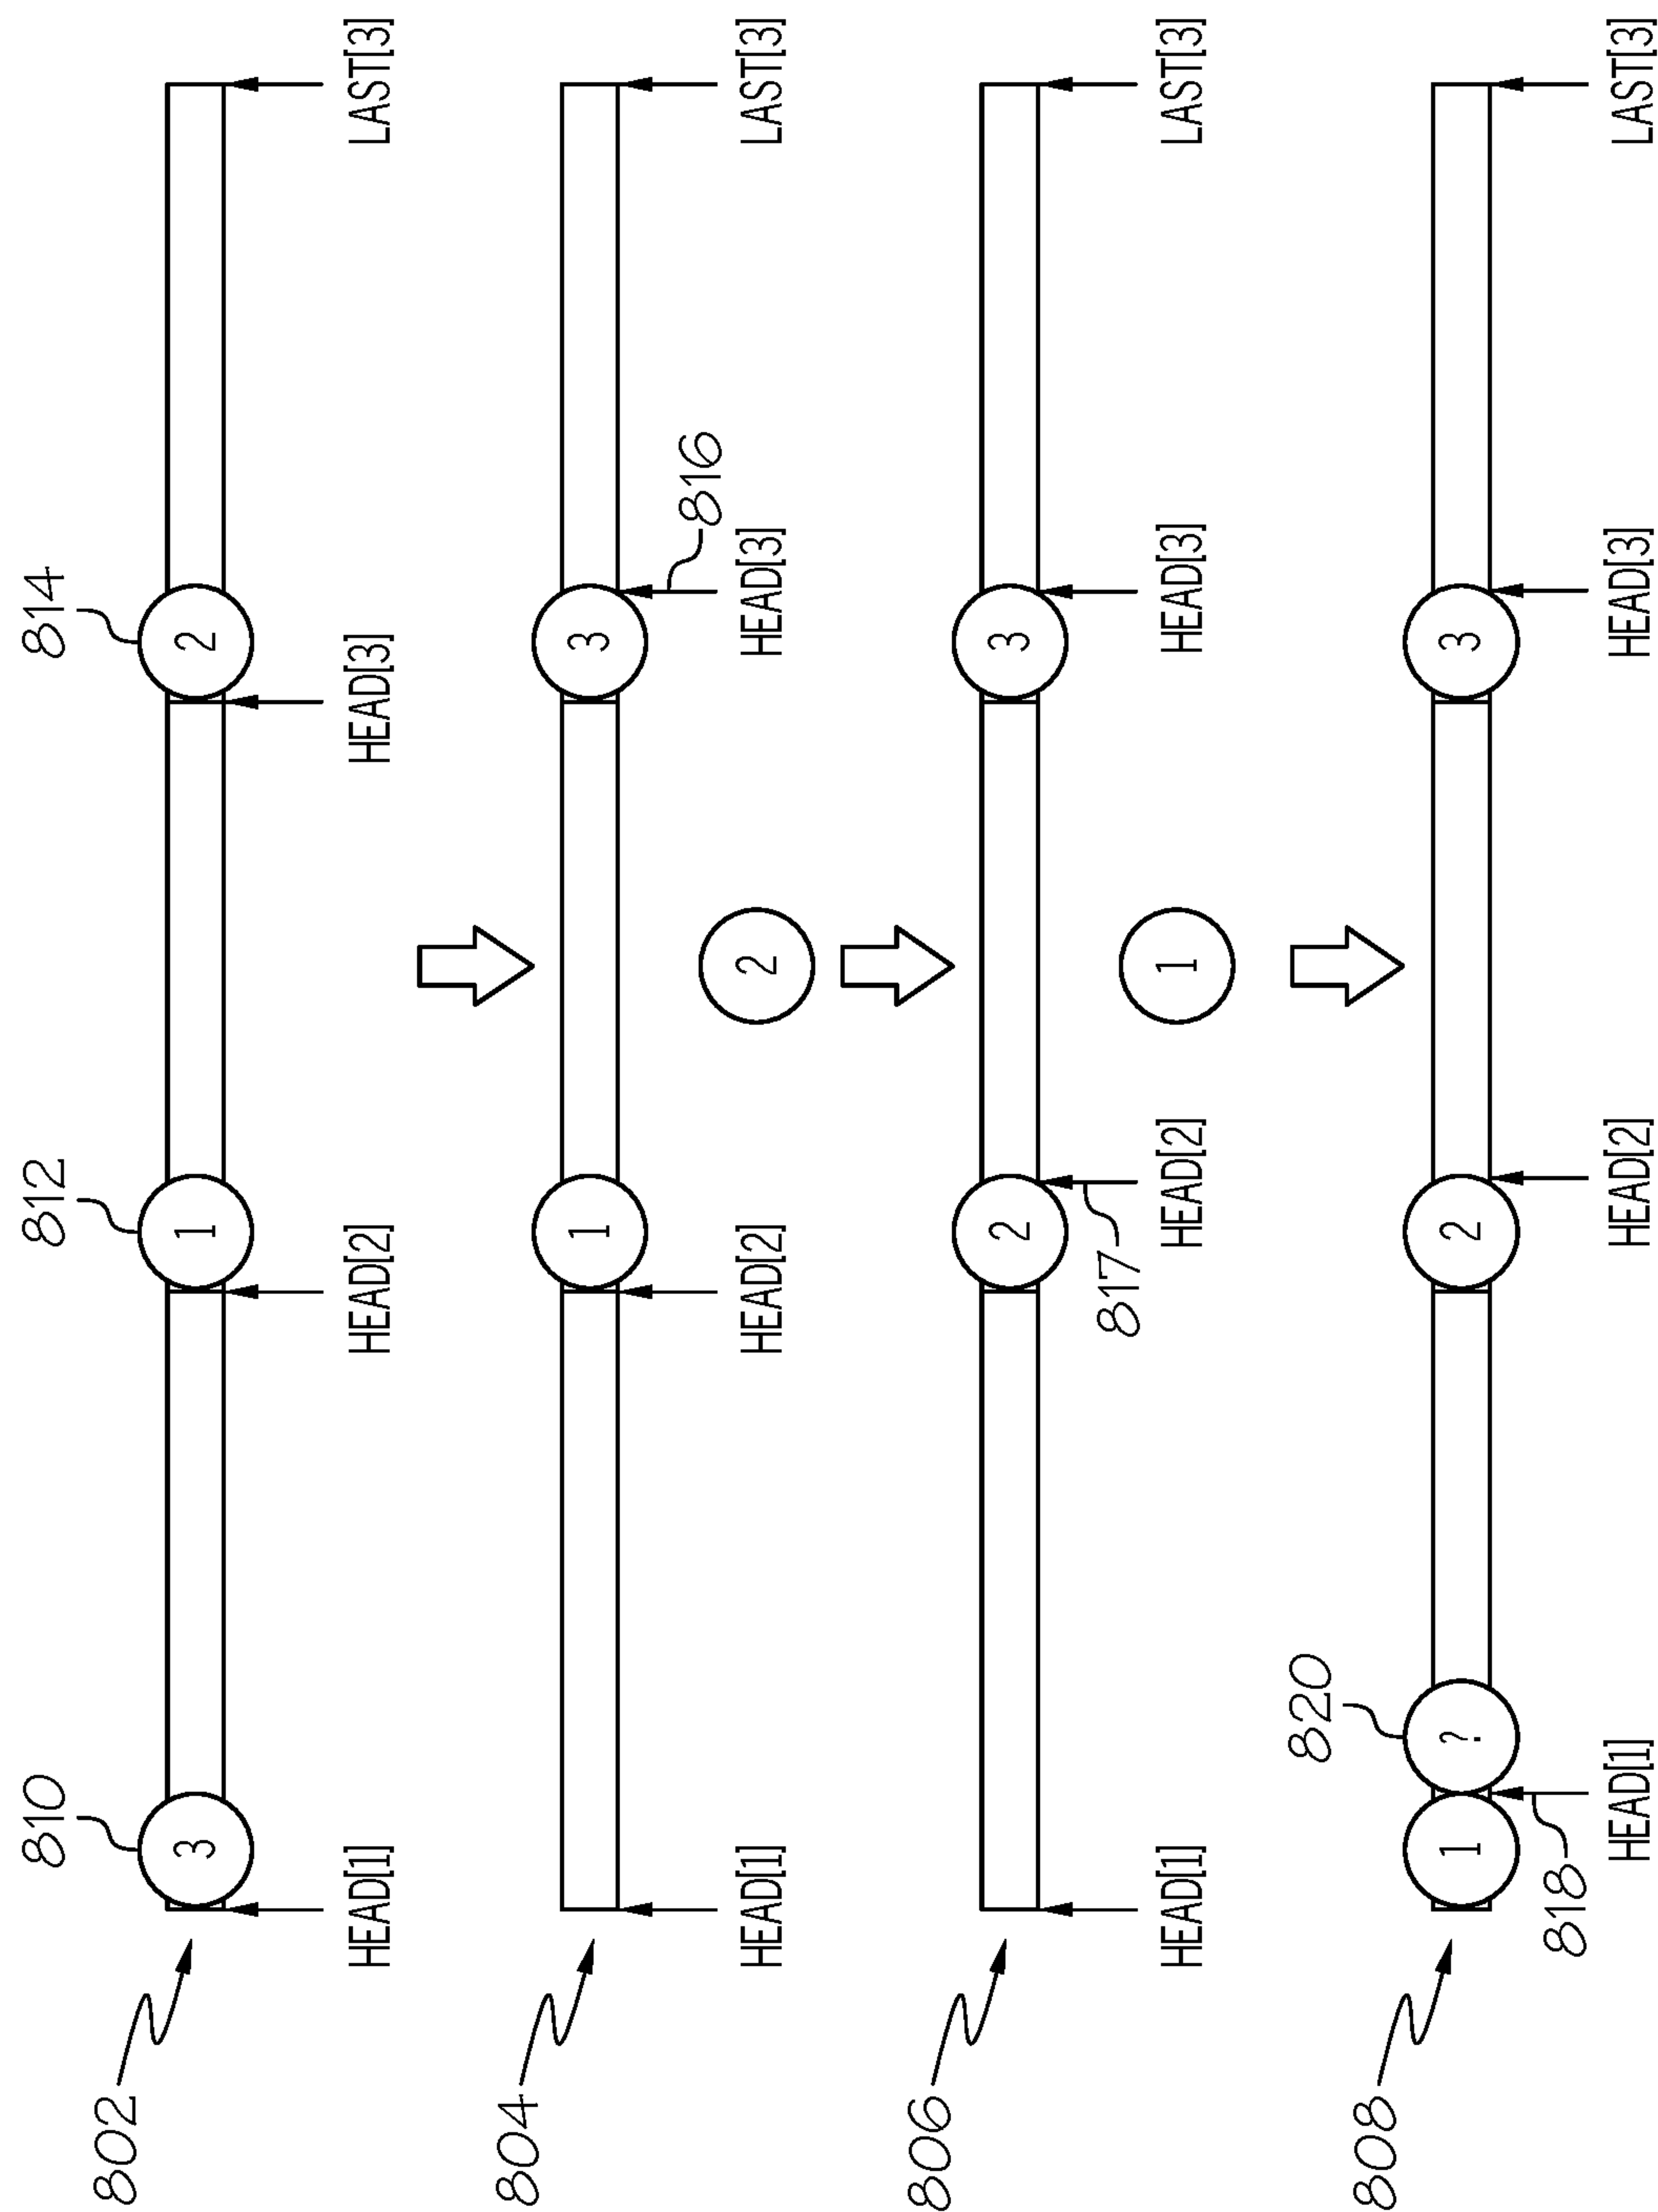 810 812 814
802
3 1 2
HEAD[1] HEAD[2] HEAD[3] LAST[3]
804
1 3
816
HEAD[1] HEAD[2] 2 HEAD[3] LAST[3]
806
2 3
817
HEAD[1] HEAD[2] 1 HEAD[3] LAST[3]
820
808
1 ? 2 3
818
HEAD[1] HEAD[2] HEAD[3] LAST[3]